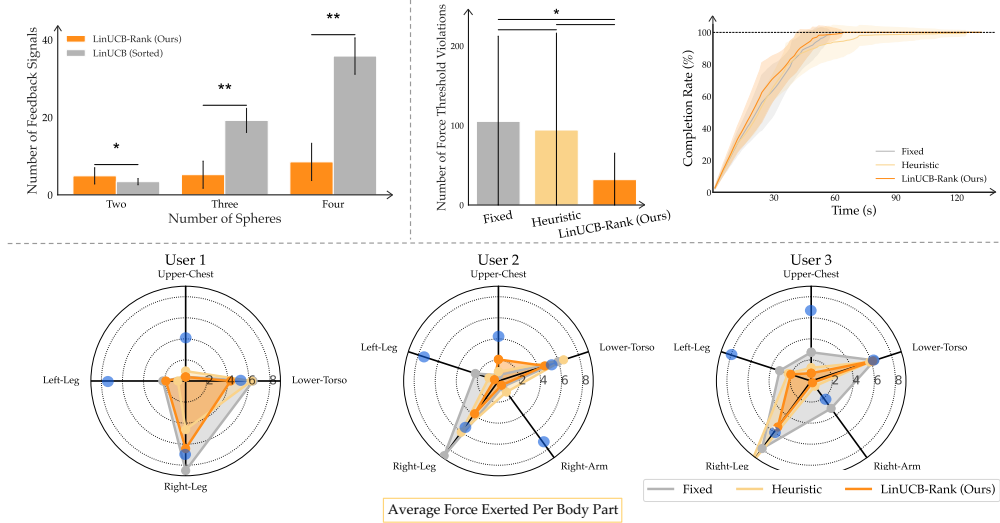 Number of Feedback Signals
40
20
0
LinUCB-Rank (Ours)
LinUCB (Sorted)
*
**
**
Two
Three
Four
Number of Spheres
Number of Force Threshold Violations
200
100
0
*
Fixed
Heuristic
LinUCB-Rank (Ours)
Completion Rate (%)
100
80
60
40
20
0
Fixed
Heuristic
LinUCB-Rank (Ours)
30
60
90
120
Time (s)
User 1
Upper-Chest
Left-Leg
Lower-Torso
2
4
6
8
Right-Leg
User 2
Upper-Chest
Left-Leg
Lower-Torso
2
4
6
8
Right-Leg
Right-Arm
User 3
Upper-Chest
Left-Leg
Lower-Torso
2
4
6
8
Right-Leg
Right-Arm
Fixed
Heuristic
LinUCB-Rank (Ours)
Average Force Exerted Per Body Part